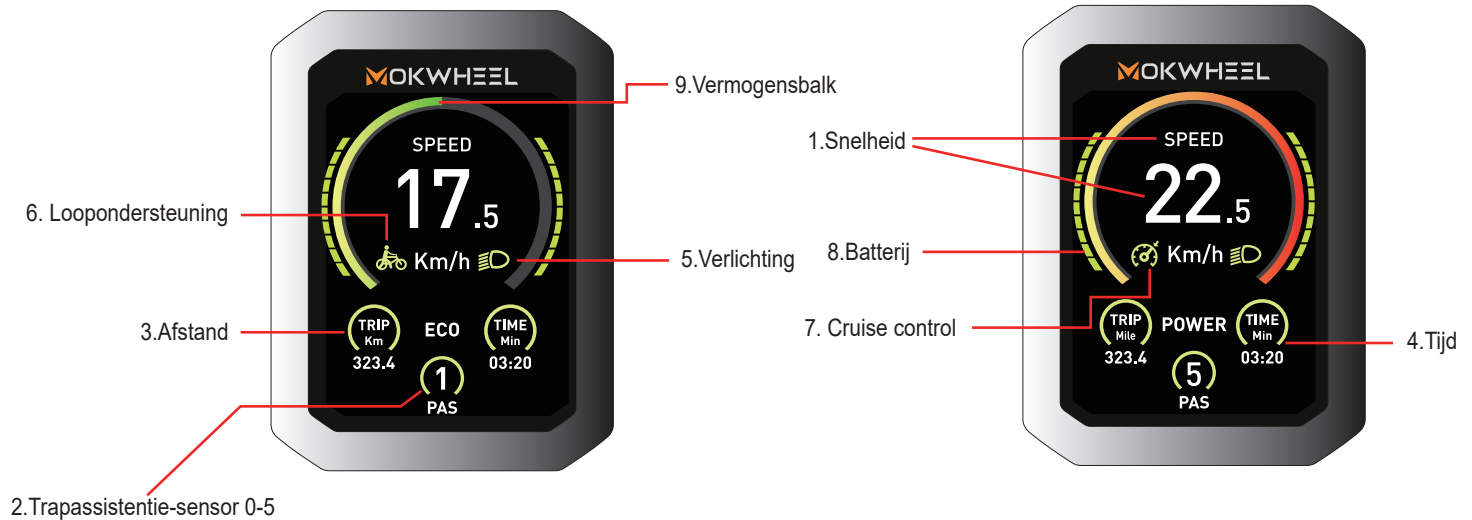 MOKWHEEL
9.Vermogensbalk
SPEED
17.5
6. Loopondersteuning
Km/h
5.Verlichting
3.Afstand
TRIP
Km
323.4
ECO
TIME
Min
03:20
1
PAS
2.Trapassistentie-sensor 0-5
MOKWHEEL
1.Snelheid
SPEED
22.5
8.Batterij
Km/h
7. Cruise control
TRIP
Mile
323.4
POWER
TIME
Min
03:20
4.Tijd
5
PAS